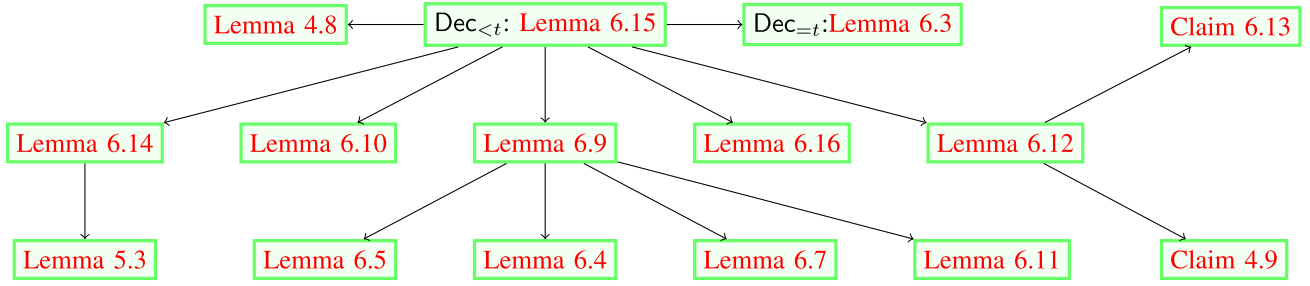 Lemma 4.8
Dec<t: Lemma 6.15
Dec=t:Lemma 6.3
Claim 6.13
Lemma 6.14
Lemma 6.10
Lemma 6.9
Lemma 6.16
Lemma 6.12
Lemma 5.3
Lemma 6.5
Lemma 6.4
Lemma 6.7
Lemma 6.11
Claim 4.9